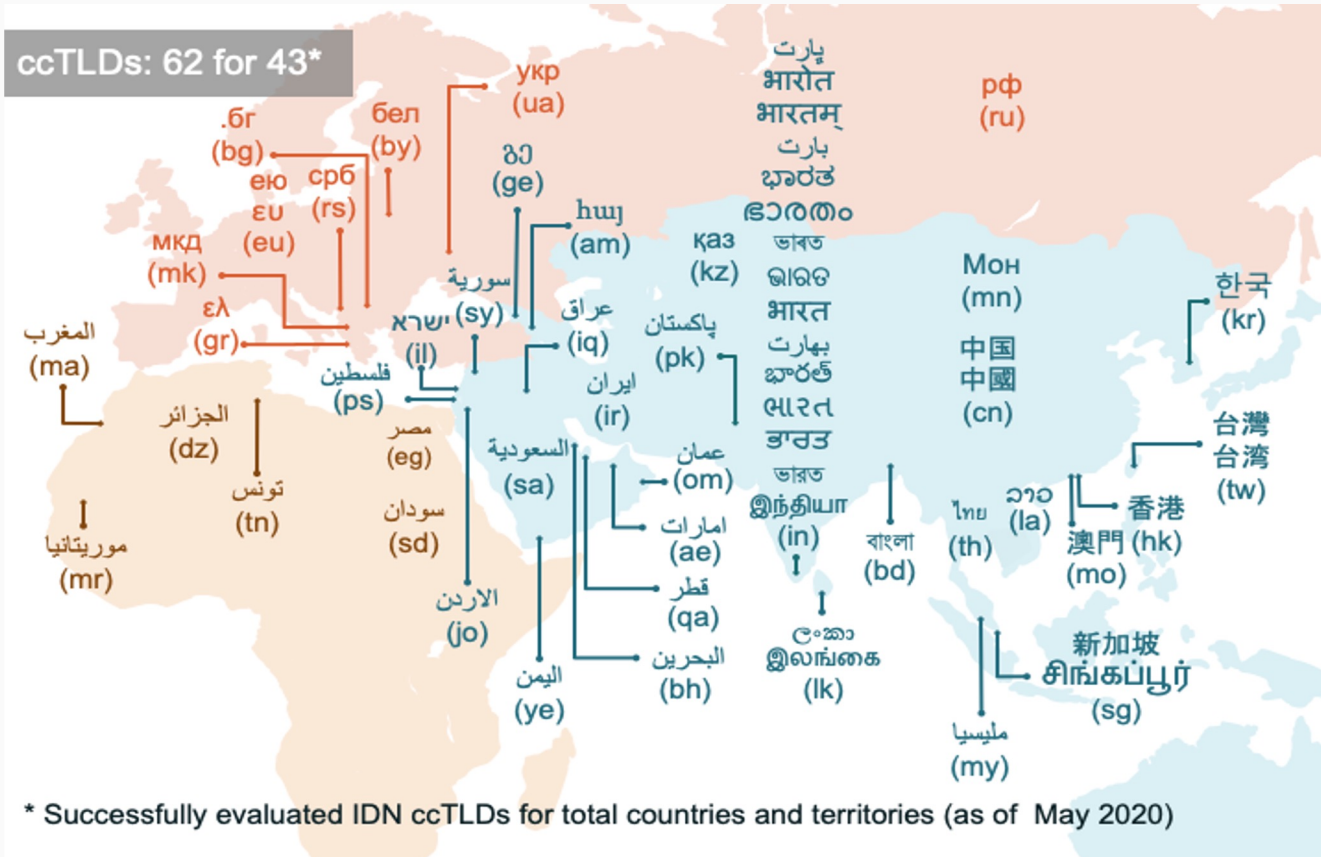 ccTLDs: 62 for 43*
укр
(ua)
рф
(ru)
.бг
(bg)
бел
(by)
ею
ευ
(eu)
срб
(rs)
мкд
(mk)
ελ
(gr)
გე
(ge)
հայ
(am)
қаз
(kz)
Мон
(mn)
سورية
(sy)
ישרא
(il)
عراق
(iq)
پاکستان
(pk)
فلسطين
(ps)
ایران
(ir)
المغرب
(ma)
الجزائر
(dz)
تونس
(tn)
موريتانيا
(mr)
مصر
(eg)
سودان
(sd)
السعودية
(sa)
عمان
(om)
امارات
(ae)
قطر
(qa)
البحرين
(bh)
الاردن
(jo)
اليمن
(ye)
ڀارت
भारोत
भारतम्
بارت
ಭಾರತ
ഭാരതം
ভাৰত
ଭାରତ
भारत
بھارت
భారత్
ભારત
ਭਾਰਤ
ভারত
இந்தியா
(in)
ලංකා
இலங்கை
(lk)
বাংলা
(bd)
中国
中國
(cn)
한국
(kr)
台灣
台湾
(tw)
香港
(hk)
澳門
(mo)
ไทย
(th)
ລາວ
(la)
新加坡
சிங்கப்பூர்
(sg)
مليسيا
(my)
* Successfully evaluated IDN ccTLDs for total countries and territories (as of May 2020)